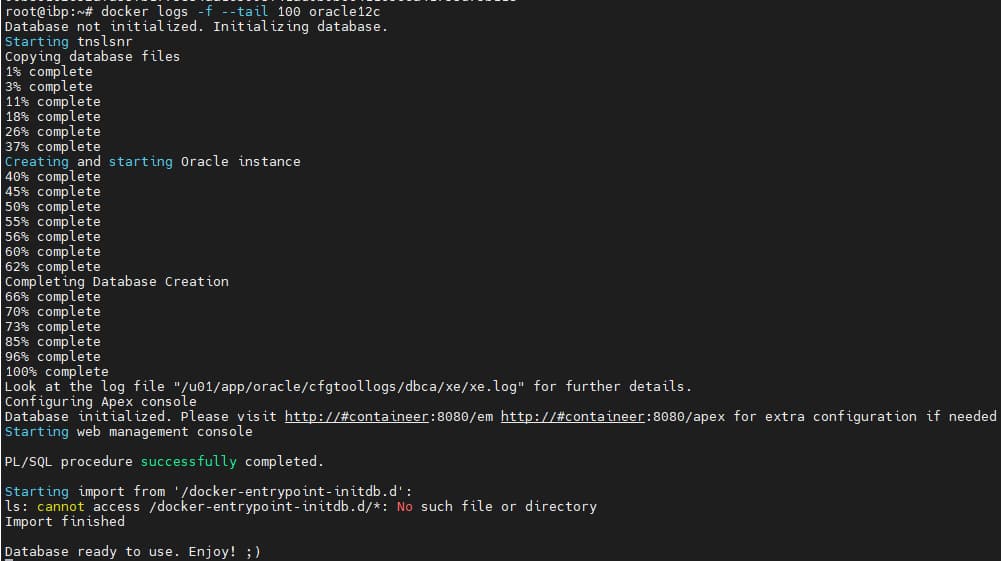 root@ibp:~# docker logs -f --tail 100 oracle12c
Database not initialized. Initializing database.
Starting tnslsnr
Copying database files
1% complete
3% complete
11% complete
18% complete
26% complete
37% complete
Creating and starting Oracle instance
40% complete
45% complete
50% complete
55% complete
56% complete
60% complete
62% complete
Completing Database Creation
66% complete
70% complete
73% complete
85% complete
96% complete
100% complete
Look at the log file "/u01/app/oracle/cfgtoollogs/dbca/xe/xe.log" for further details.
Configuring Apex console
Database initialized. Please visit http://#containeer:8080/em http://#containeer:8080/apex for extra configuration if needed
Starting web management console
PL/SQL procedure successfully completed.
Starting import from '/docker-entrypoint-initdb.d':
ls: cannot access /docker-entrypoint-initdb.d/*: No such file or directory
Import finished
Database ready to use. Enjoy! ;)